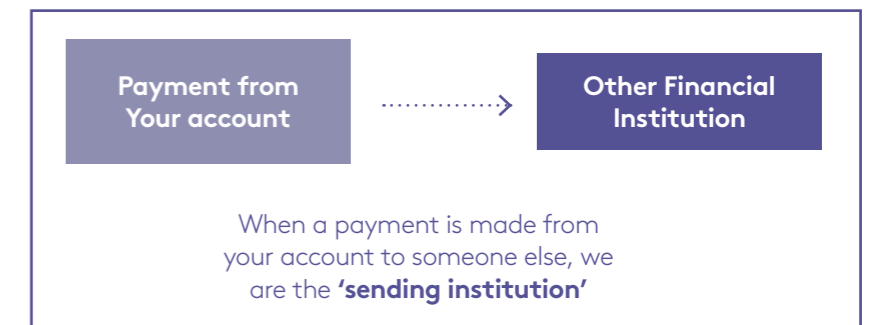 Payment from
Your account
Other Financial
Institution
When a payment is made from
your account to someone else, we
are the ‘sending institution’